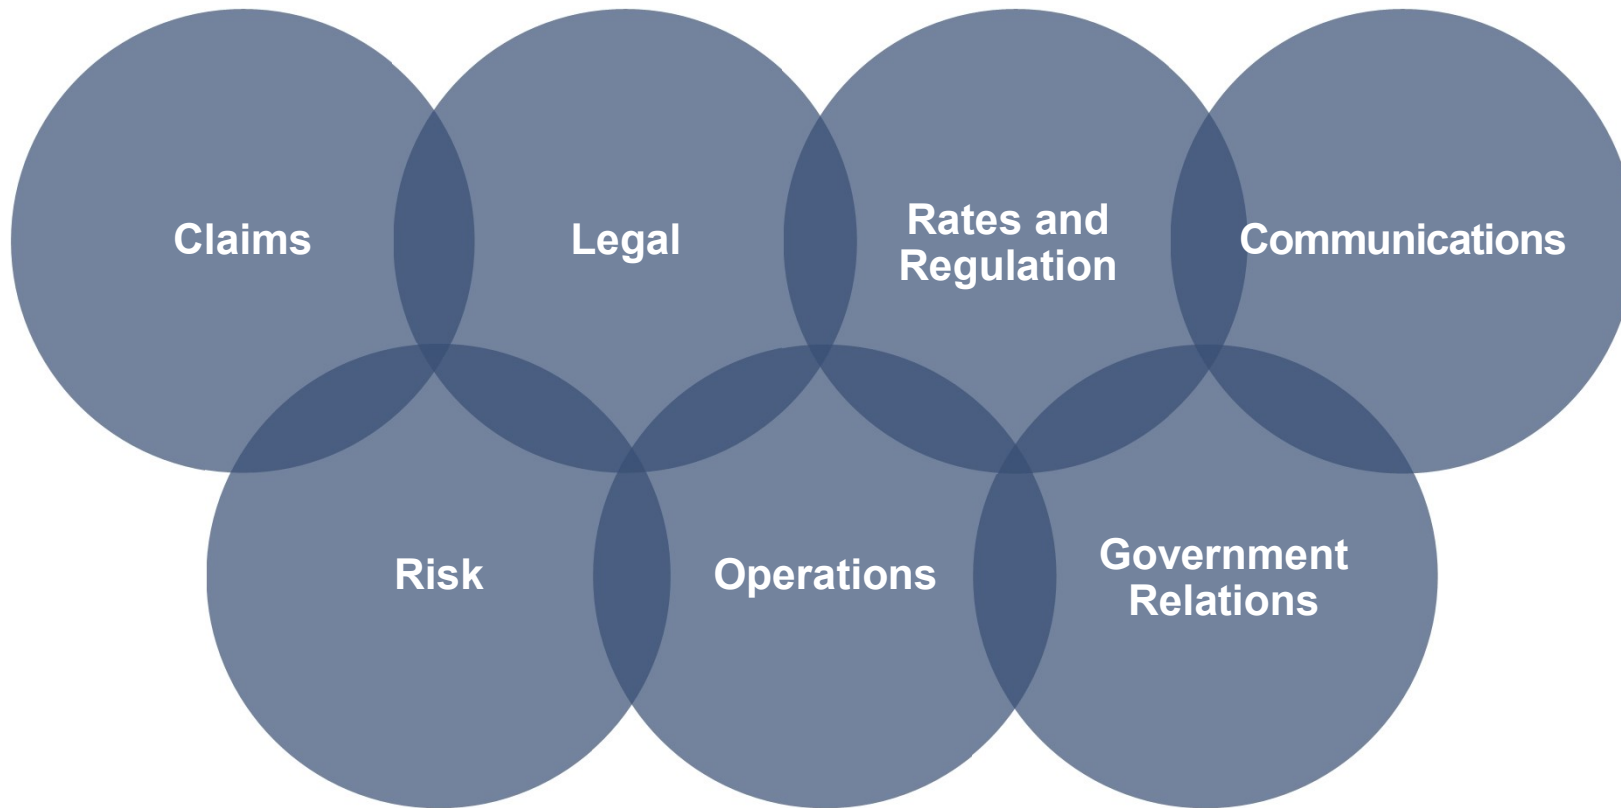 Claims
Legal
Rates and
Regulation
Communications
Risk
Operations
Government
Relations